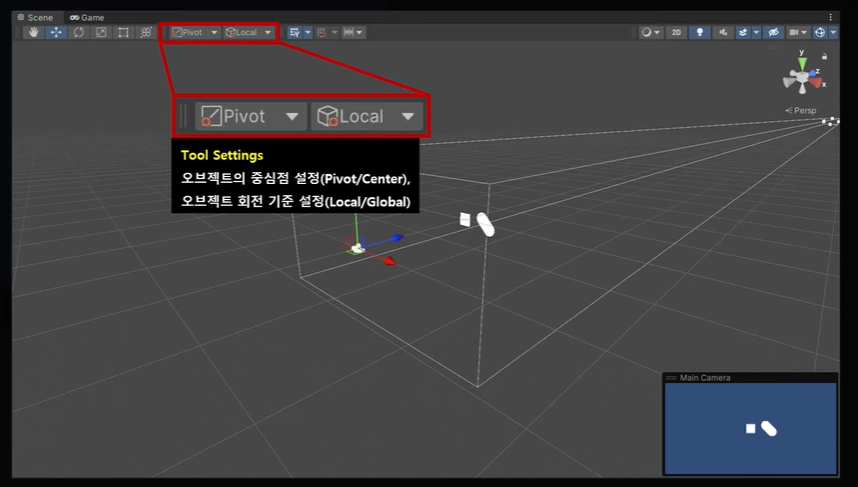 Scene
Game
Pivot
Local
2D
Pivot
Local
Tool Settings
오브젝트의 중심점 설정(Pivot/Center),
오브젝트 회전 기준 설정(Local/Global)
y
z
x
Persp
Main Camera